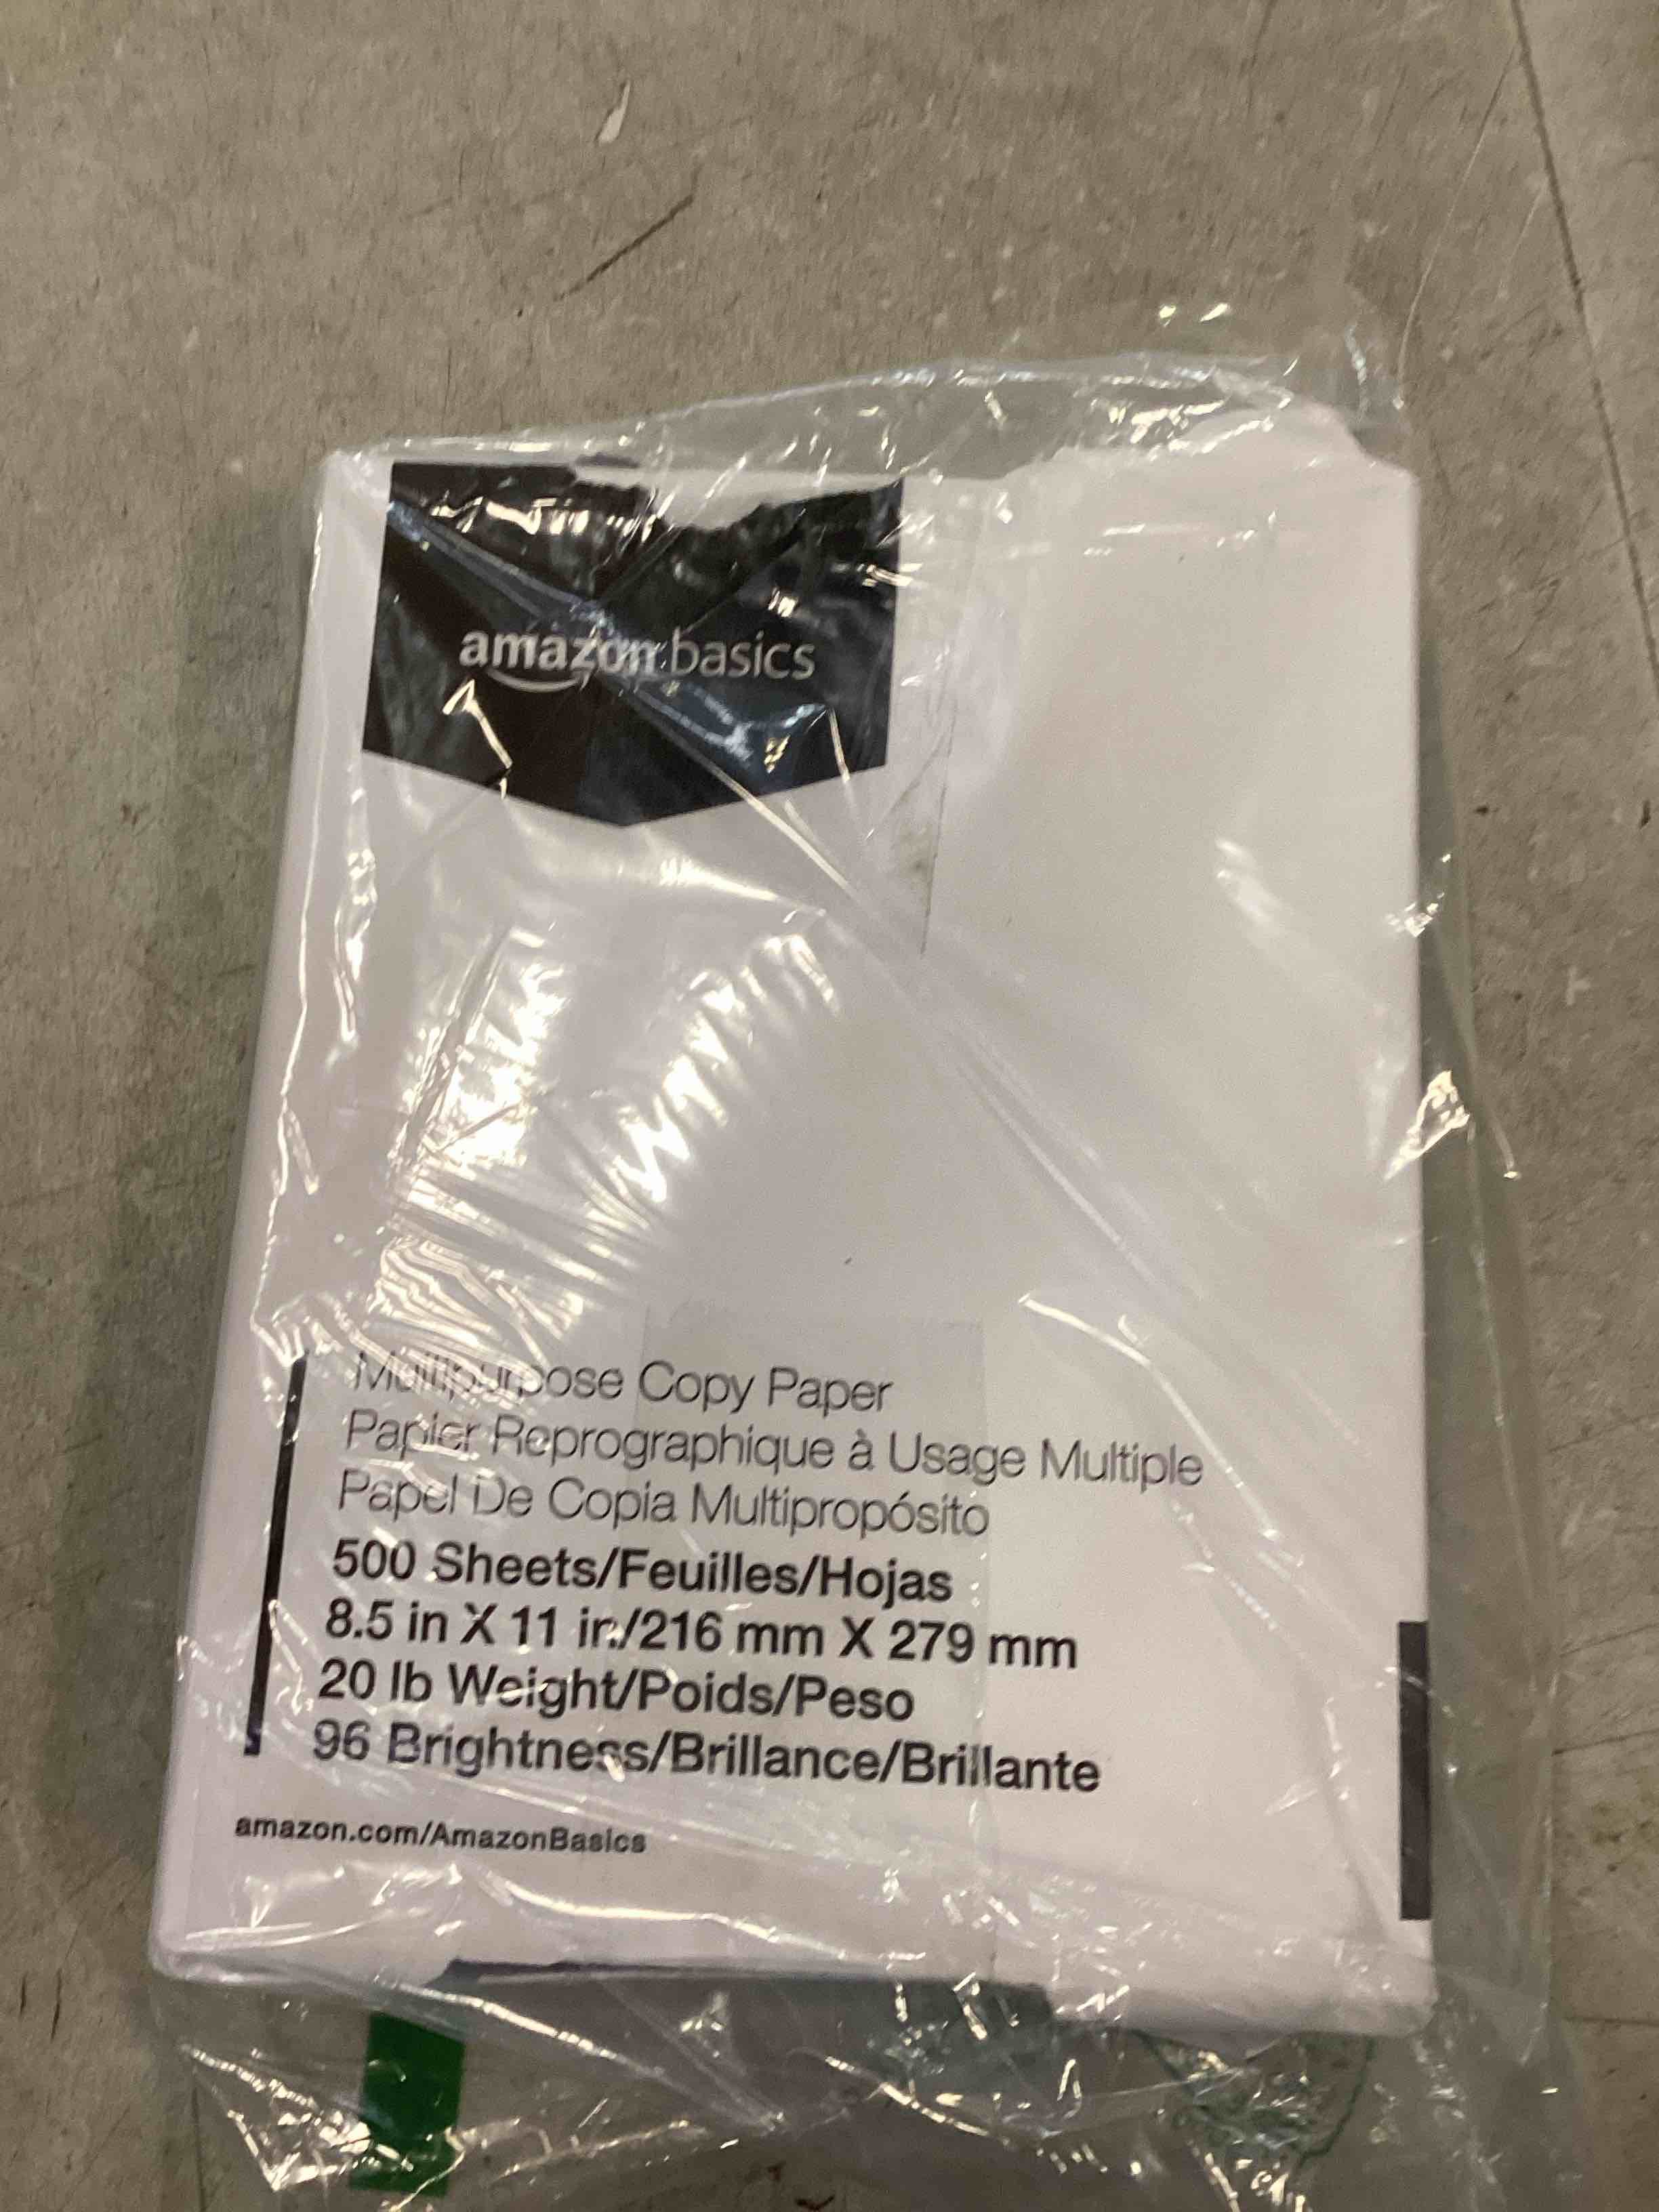 amazon basics
Multipurpose Copy Paper
Papier Reprographique à Usage Multiple
Papel De Copia Multipropósito
500 Sheets/Feuilles/Hojas
8.5 in X 11 in/216 mm X 279 mm
20 lb Weight/Poids/Peso
96 Brightness/Brillance/Brillante
amazon.com/AmazonBasics